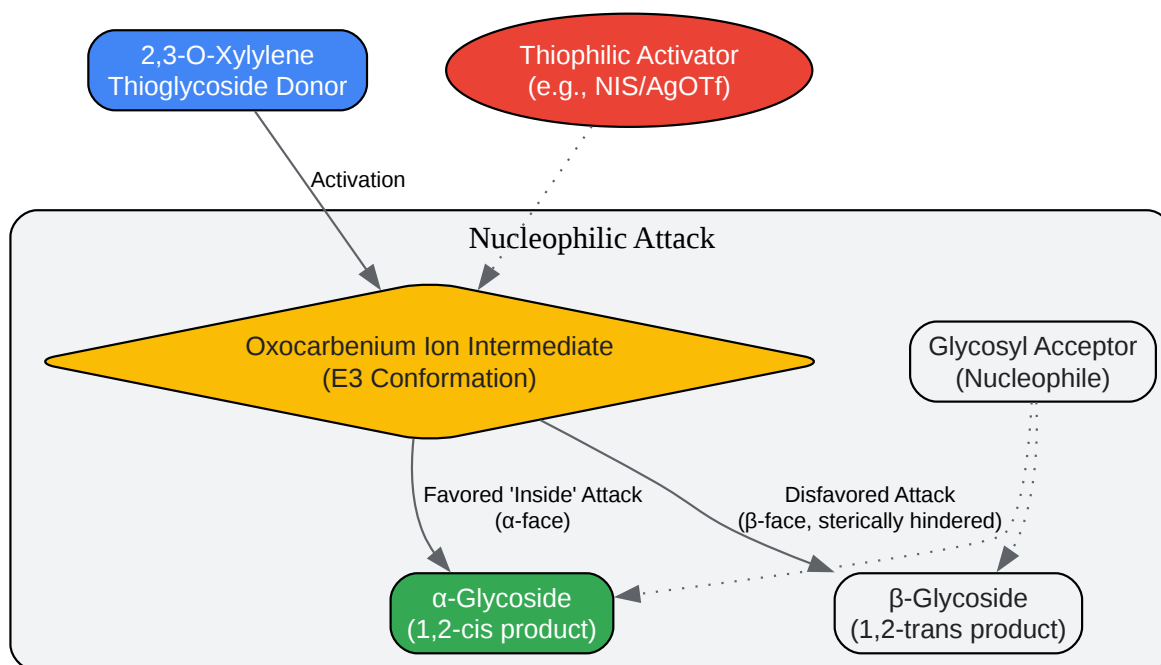 2,3-O-Xylylene
Thioglycoside Donor
Thiophilic Activator
(e.g., NIS/AgOTf)
Activation
Nucleophilic Attack
Oxocarbenium Ion Intermediate
(E3 Conformation)
Glycosyl Acceptor
(Nucleophile)
Favored 'Inside' Attack
(α-face)
Disfavored Attack
(β-face, sterically hindered)
α-Glycoside
(1,2-cis product)
β-Glycoside
(1,2-trans product)